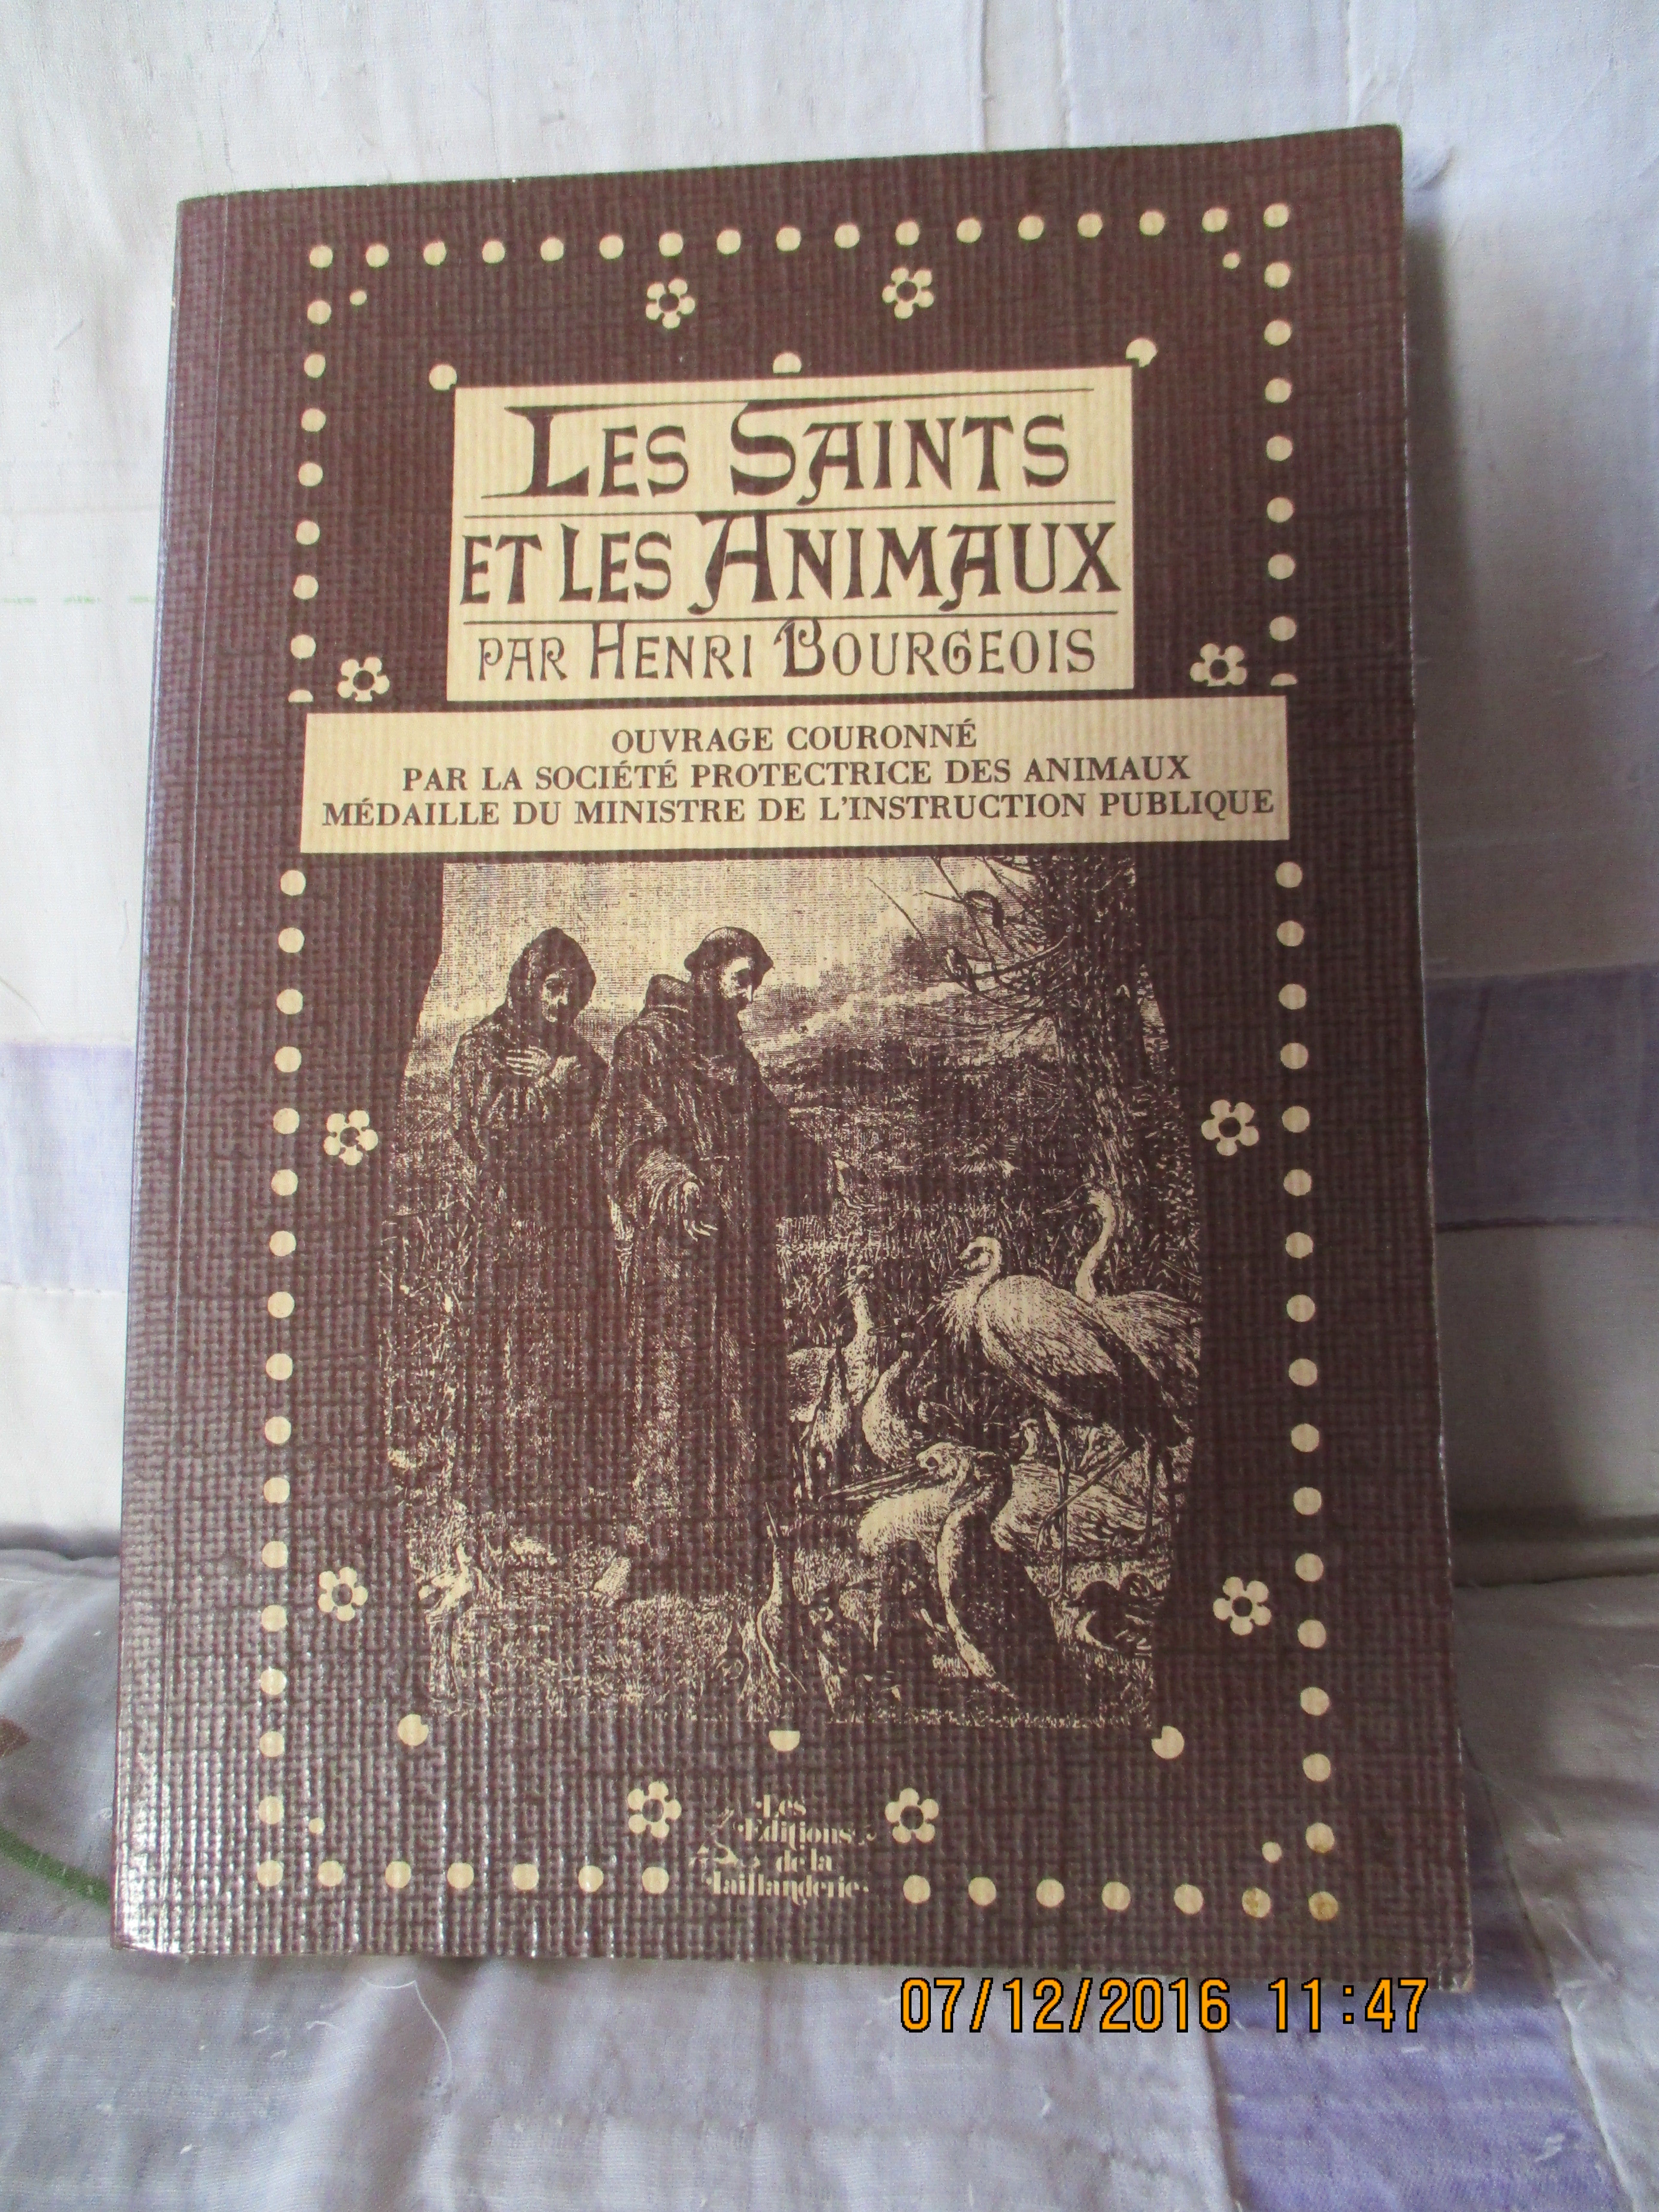 LES SAINTS
ET LES ANIMAUX
PAR HENRI BOURGEOIS
OUVRAGE COURONNÉ
PAR LA SOCIÉTÉ PROTECTRICE DES ANIMAUX
MÉDAILLE DU MINISTRE DE L'INSTRUCTION PUBLIQUE
Les
Editions
de la
Taillanderie
07/12/2016 11:47